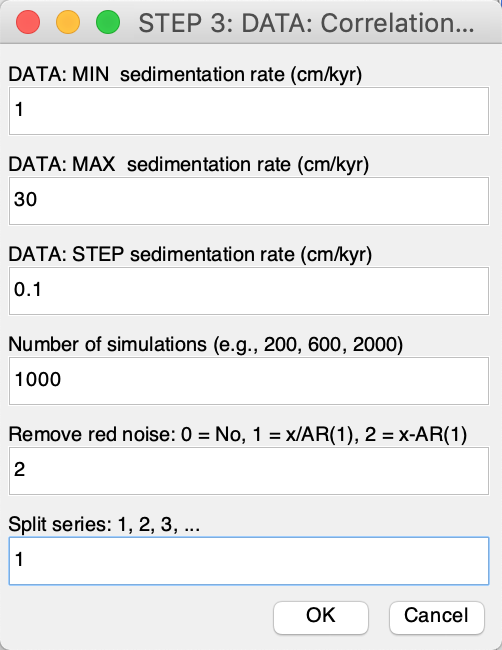 STEP 3: DATA: Correlation...
DATA: MIN  sedimentation rate (cm/kyr)
1
DATA: MAX  sedimentation rate (cm/kyr)
30
DATA: STEP sedimentation rate (cm/kyr)
0.1
Number of simulations (e.g., 200, 600, 2000)
1000
Remove red noise: 0 = No, 1 = x/AR(1), 2 = x-AR(1)
2
Split series: 1, 2, 3, ...
1
OK Cancel